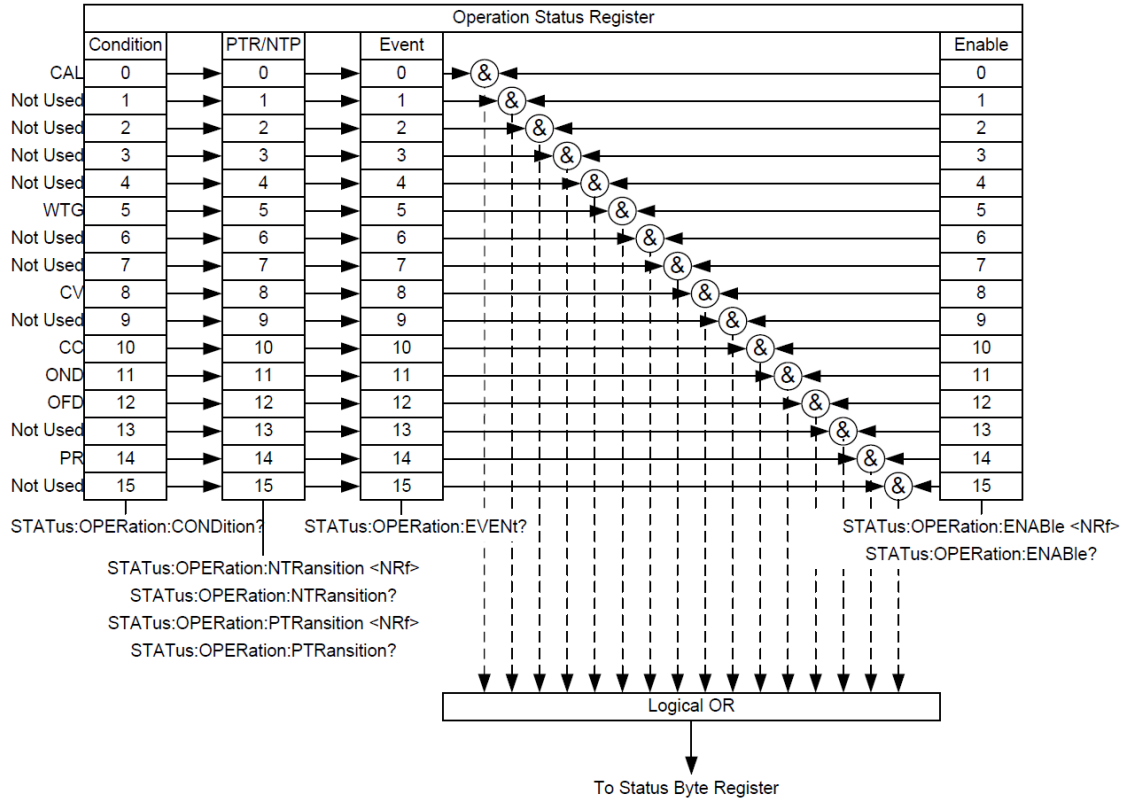 Operation Status Register
Condition PTR/NTP Event Enable
CAL 0 0 0 & 0
Not Used 1 1 1 & 1
Not Used 2 2 2 & 2
Not Used 3 3 3 & 3
Not Used 4 4 4 & 4
WTG 5 5 5 & 5
Not Used 6 6 6 & 6
Not Used 7 7 7 & 7
CV 8 8 8 & 8
Not Used 9 9 9 & 9
CC 10 10 10 & 10
OND 11 11 11 & 11
OFD 12 12 12 & 12
Not Used 13 13 13 & 13
PR 14 14 14 & 14
Not Used 15 15 15 & 15
STATus:OPERation:CONDition? STATus:OPERation:EVENt? STATus:OPERation:ENABle <NRf>
STATus:OPERation:ENABle?
STATus:OPERation:NTRansition <NRf>
STATus:OPERation:NTRansition?
STATus:OPERation:PTRansition <NRf>
STATus:OPERation:PTRansition?
Logical OR
To Status Byte Register